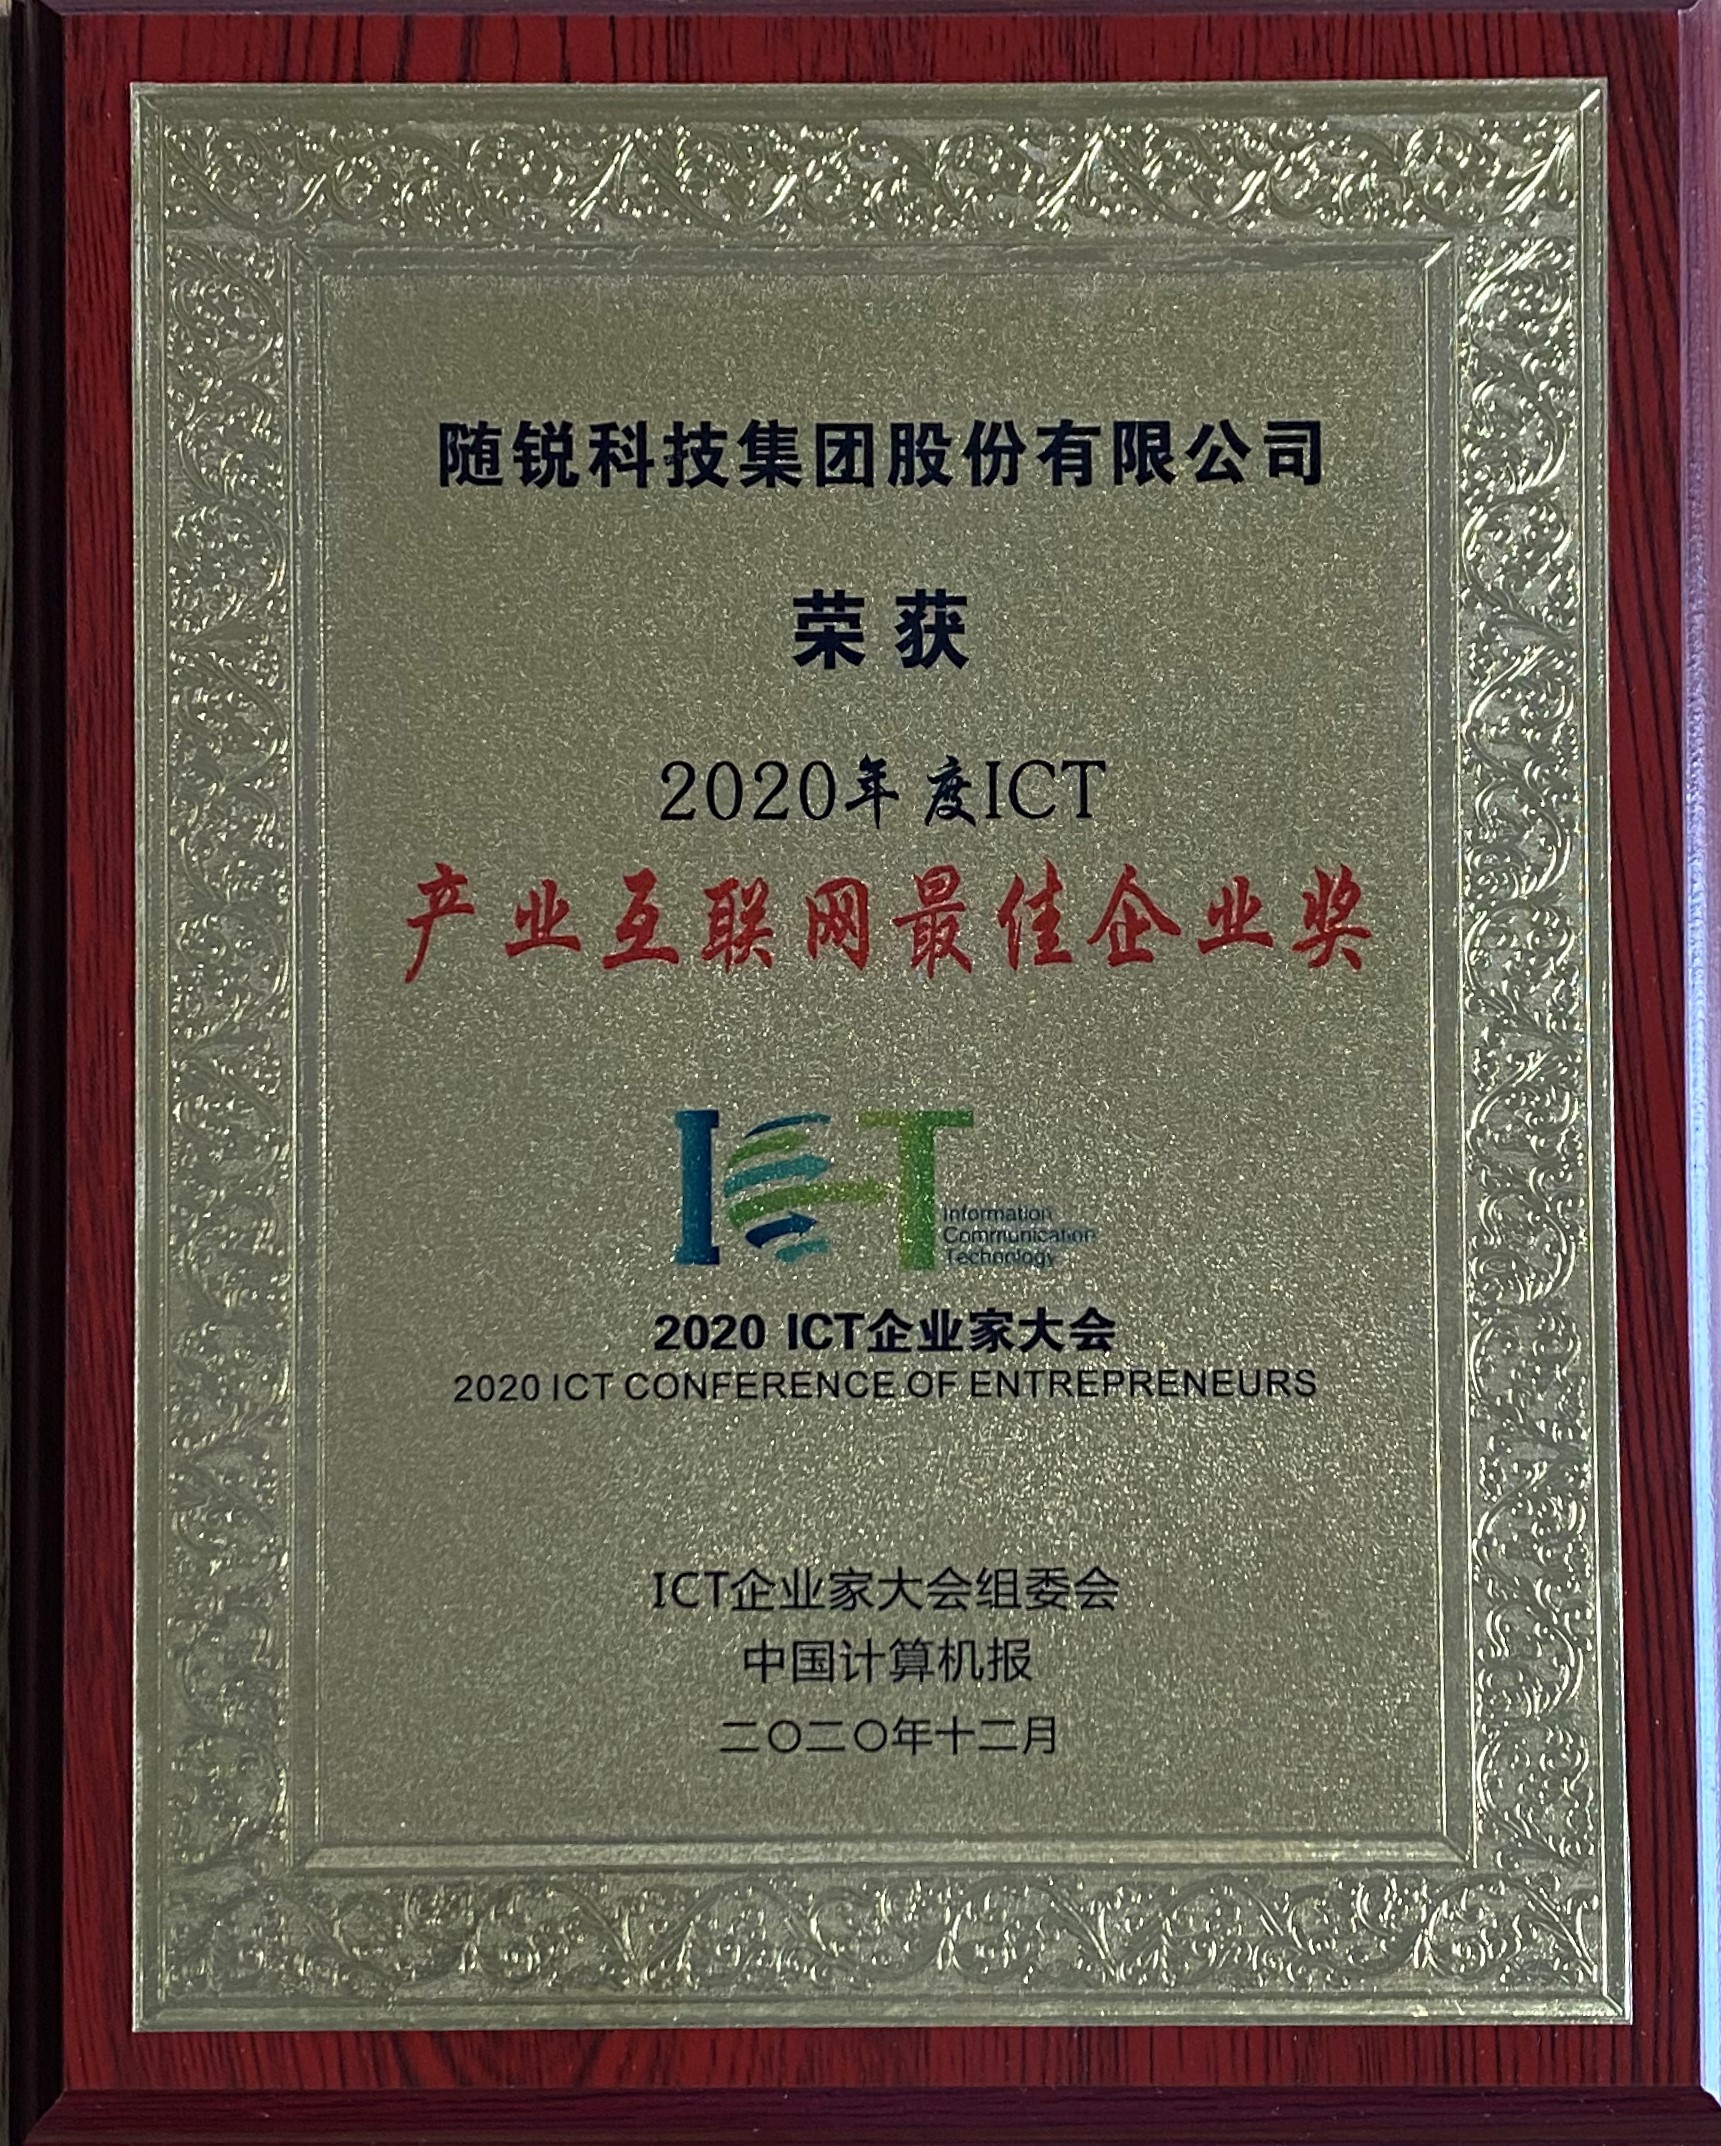 随锐科技集团股份有限公司
荣获
2020年度ICT
产业互联网最佳企业奖
ICT
Information
Communication
Technology
2020 ICT企业家大会
2020 ICT CONFERENCE OF ENTREPRENEURS
ICT企业家大会组委会
中国计算机报
二〇二〇年十二月